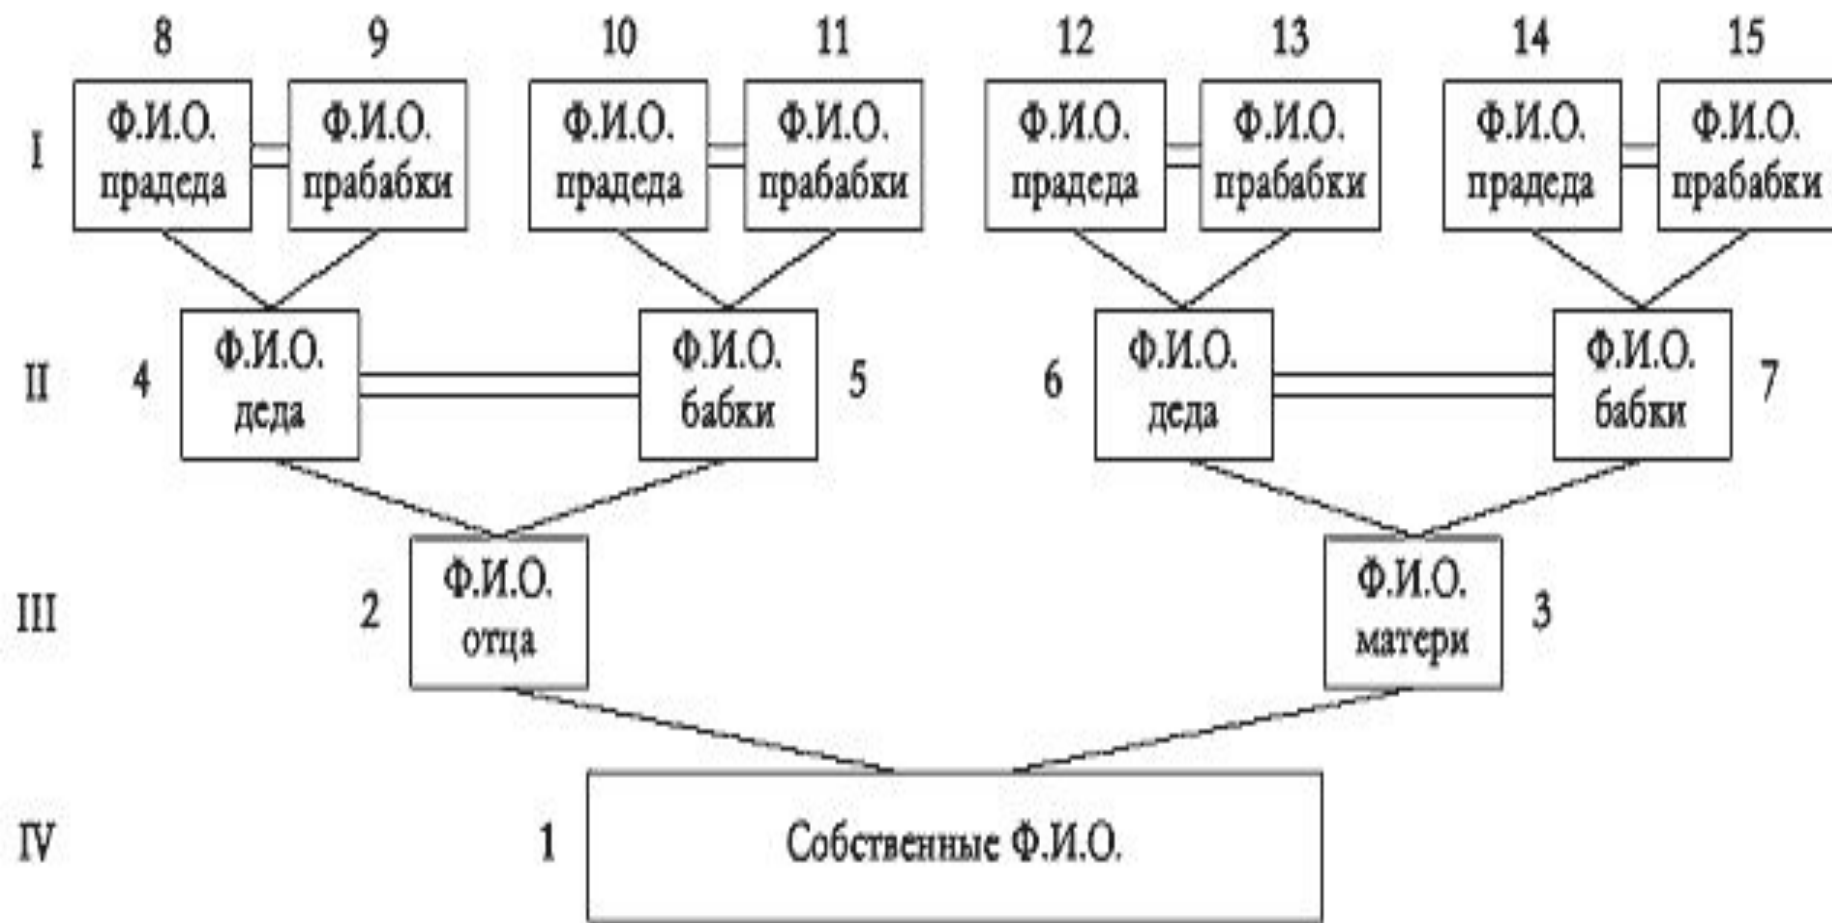 8 9 10 11 12 13 14 15
I
Ф.И.О. Ф.И.О. Ф.И.О. Ф.И.О. Ф.И.О. Ф.И.О. Ф.И.О. Ф.И.О.
прадеда прабабки прадеда прабабки прадеда прабабки прадеда прабабки
II 4 5 6 7
Ф.И.О. Ф.И.О. Ф.И.О. Ф.И.О.
деда бабки деда бабки
III 2 3
Ф.И.О. Ф.И.О.
отца матери
IV 1 Собственные Ф.И.О.